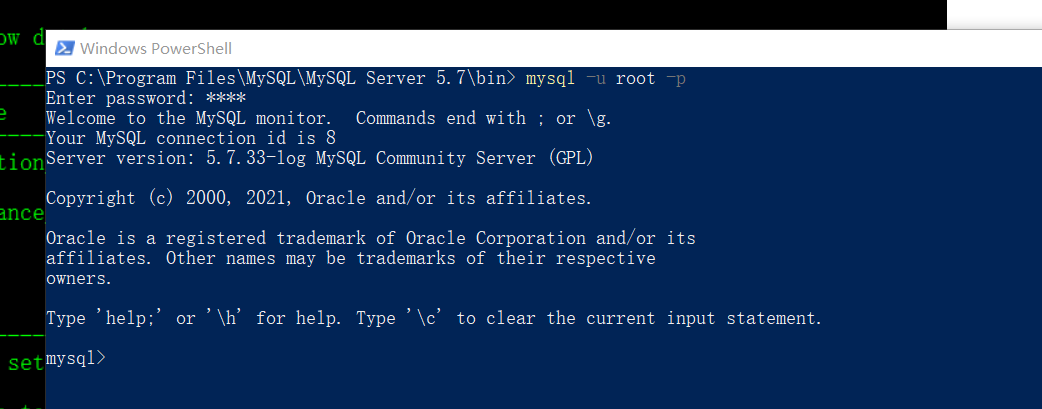 ow d
Windows PowerShell
PS C:\Program Files\MySQL\MySQL Server 5.7\bin> mysql -u root -p
Enter password: ****
e
Welcome to the MySQL monitor.  Commands end with ; or \g.
Your MySQL connection id is 8
tion
Server version: 5.7.33-log MySQL Community Server (GPL)
Copyright (c) 2000, 2021, Oracle and/or its affiliates.
ance
Oracle is a registered trademark of Oracle Corporation and/or its
affiliates. Other names may be trademarks of their respective
owners.
Type 'help;' or '\h' for help. Type '\c' to clear the current input statement.
set
mysql>